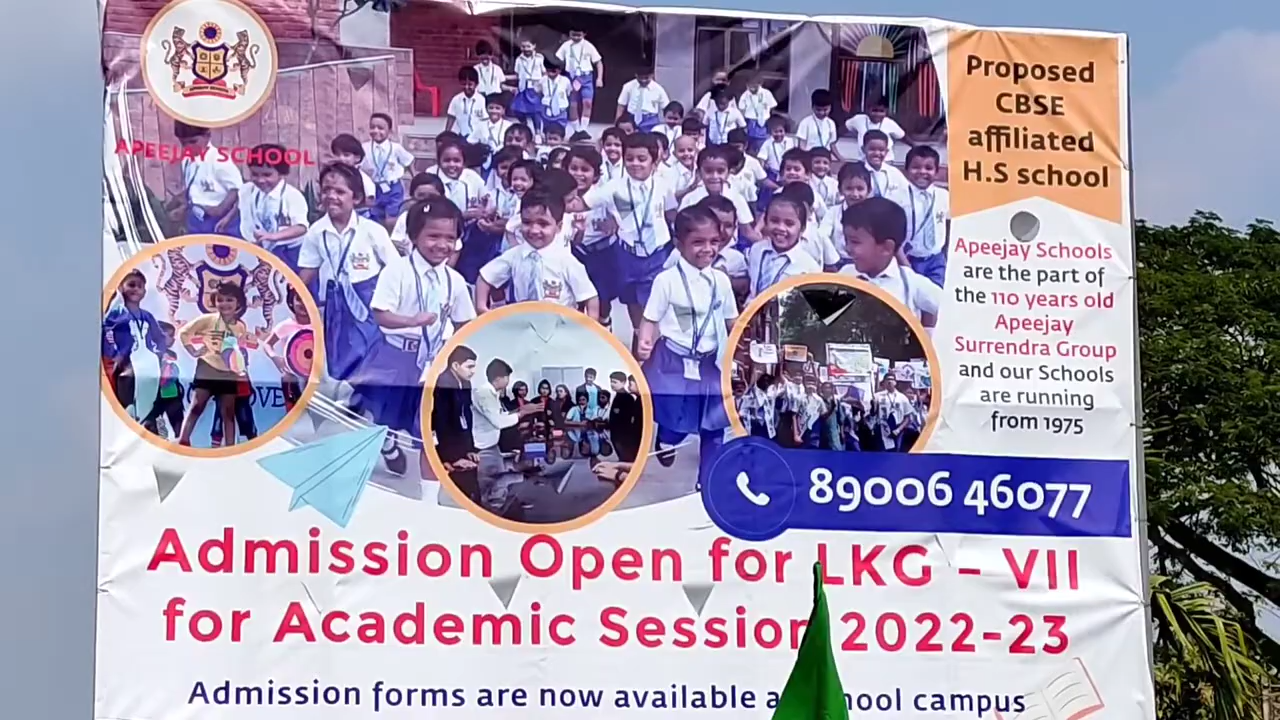 APEEJAY SCHOOL
Proposed
CBSE
affiliated
H.S school
Apeejay Schools
are the part of
the 110 years old
Apeejay
Surrendra Group
and our Schools
are running
from 1975
89006 46077
Admission Open for LKG - VII
for Academic Session 2022-23
Admission forms are now available campus